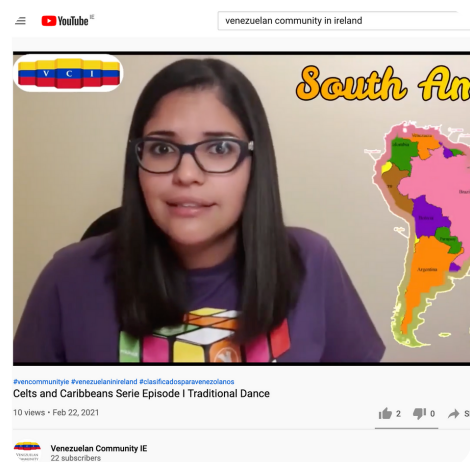 YouTube IE
venezuelan community in ireland
V C I
South Am
Argentina
#vencommunityie #venezuelaninireland #clasificadosparavenezolanos
Celts and Caribbeans Serie Episode I Traditional Dance
10 views • Feb 22, 2021
2
0
S
Venezuelan Community IE
22 subscribers